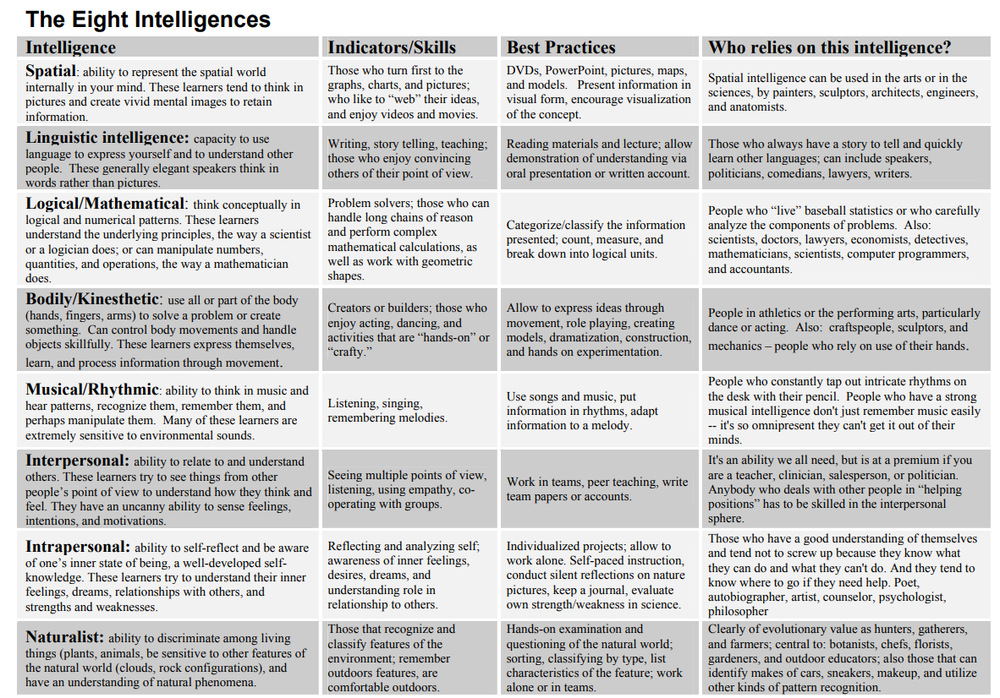 The Eight Intelligences
Intelligence
Indicators/Skills
Best Practices
Who relies on this intelligence?
Spatial: ability to represent the spatial world
internally in your mind. These learners tend to think in
pictures and create vivid mental images to retain
information.
Those who turn first to the
graphs, charts, and pictures;
who like to “web” their ideas,
and enjoy videos and movies.
DVDs, PowerPoint, pictures, maps,
and models. Present information in
visual form, encourage visualization
of the concept.
Spatial intelligence can be used in the arts or in the
sciences, by painters, sculptors, architects, engineers,
and anatomists.
Linguistic intelligence: capacity to use
language to express yourself and to understand other
people. These generally elegant speakers think in
words rather than pictures.
Writing, story telling, teaching;
those who enjoy convincing
others of their point of view.
Reading materials and lecture; allow
demonstration of understanding via
oral presentation or written account.
Those who always have a story to tell and quickly
learn other languages; can include speakers,
politicians, comedians, lawyers, writers.
Logical/Mathematical: think conceptually in
logical and numerical patterns. These learners
understand the underlying principles, the way a scientist
or a logician does; or can manipulate numbers,
quantities, and operations, the way a mathematician
does.
Problem solvers; those who can
handle long chains of reason
and perform complex
mathematical calculations, as
well as work with geometric
shapes.
Categorize/classify the information
presented; count, measure, and
break down into logical units.
People who “live” baseball statistics or who carefully
analyze the components of problems. Also:
scientists, doctors, lawyers, economists, detectives,
mathematicians, scientists, computer programmers,
and accountants.
Bodily/Kinesthetic: use all or part of the body
(hands, fingers, arms) to solve a problem or create
something. Can control body movements and handle
objects skillfully. These learners express themselves,
learn, and process information through movement.
Creators or builders; those who
enjoy acting, dancing, and
activities that are “hands-on” or
“crafty.”
Allow to express ideas through
movement, role playing, creating
models, dramatization, construction,
and hands on experimentation.
People in athletics or the performing arts, particularly
dance or acting. Also: craftspeople, sculptors, and
mechanics – people who rely on use of their hands.
Musical/Rhythmic: ability to think in music and
hear patterns, recognize them, remember them, and
perhaps manipulate them. Many of these learners are
extremely sensitive to environmental sounds.
Listening, singing,
remembering melodies.
Use songs and music, put
information in rhythms, adapt
information to a melody.
People who constantly tap out intricate rhythms on
the desk with their pencil. People who have a strong
musical intelligence don't just remember music easily
-- it's so omnipresent they can't get it out of their
minds.
Interpersonal: ability to relate to and understand
others. These learners try to see things from other
people’s point of view to understand how they think and
feel. They have an uncanny ability to sense feelings,
intentions, and motivations.
Seeing multiple points of view,
listening, using empathy, co-
operating with groups.
Work in teams, peer teaching, write
team papers or accounts.
It's an ability we all need, but is at a premium if you
are a teacher, clinician, salesperson, or politician.
Anybody who deals with other people in “helping
positions” has to be skilled in the interpersonal
sphere.
Intrapersonal: ability to self-reflect and be aware
of one’s inner state of being, a well-developed self-
knowledge. These learners try to understand their inner
feelings, dreams, relationships with others, and
strengths and weaknesses.
Reflecting and analyzing self;
awareness of inner feelings,
desires, dreams, and
understanding role in
relationship to others.
Individualized projects; allow to
work alone. Self-paced instruction,
conduct silent reflections on nature
pictures, keep a journal, evaluate
own strength/weakness in science.
Those who have a good understanding of themselves
and tend not to screw up because they know what
they can do and what they can't do. And they tend to
know where to go if they need help. Poet,
autobiographer, artist, counselor, psychologist,
philosopher
Naturalist: ability to discriminate among living
things (plants, animals, be sensitive to other features of
the natural world (clouds, rock configurations), and
have an understanding of natural phenomena.
Those that recognize and
classify features of the
environment; remember
outdoors features, are
comfortable outdoors.
Hands-on examination and
questioning of the natural world;
sorting, classifying by type, list
characteristics of the feature; work
alone or in teams.
Clearly of evolutionary value as hunters, gatherers,
and farmers; central to: botanists, chefs, florists,
gardeners, and outdoor educators; also those that can
identify makes of cars, sneakers, makeup, and utilize
other kinds of pattern recognition.